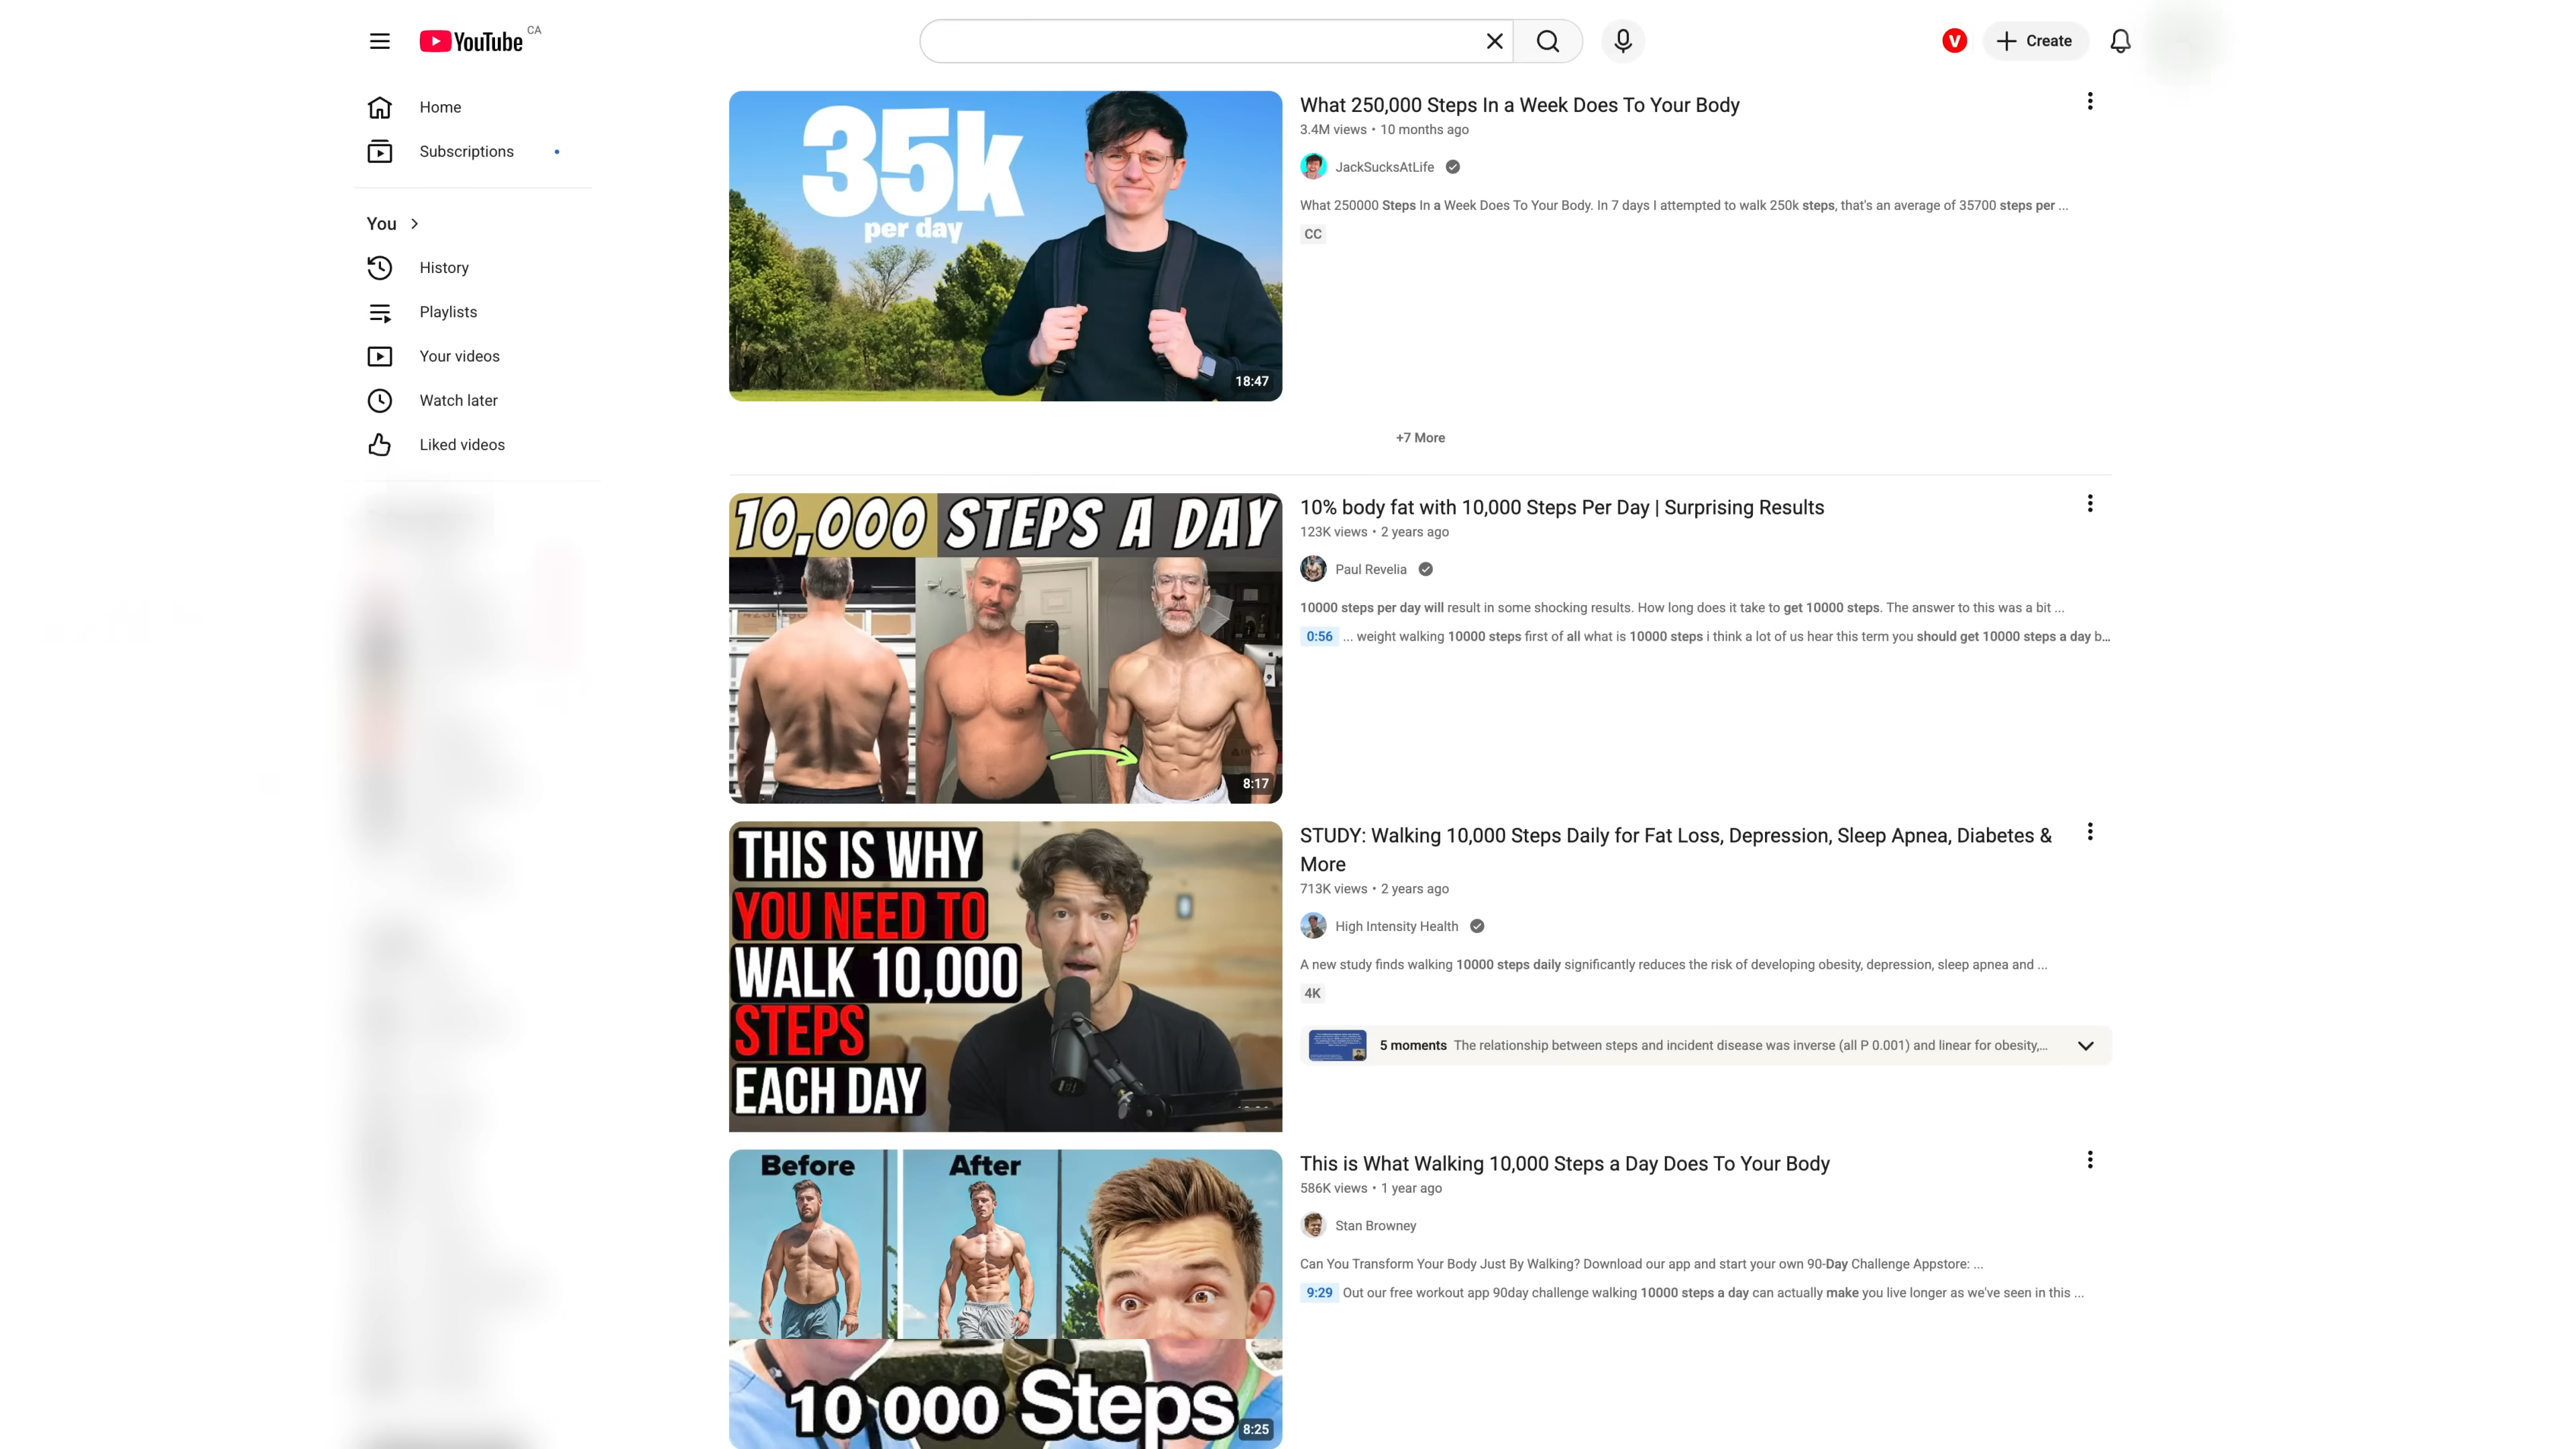 YouTube CA
Create
Home
Subscriptions
You
History
Playlists
Your videos
Watch later
Liked videos
35k
per day
18:47
What 250,000 Steps In a Week Does To Your Body
3.4M views • 10 months ago
JackSucksAtLife
What 250000 Steps In a Week Does To Your Body. In 7 days I attempted to walk 250k steps, that's an average of 35700 steps per ...
CC
+7 More
10,000 STEPS A DAY
8:17
10% body fat with 10,000 Steps Per Day | Surprising Results
123K views • 2 years ago
Paul Revelia
10000 steps per day will result in some shocking results. How long does it take to get 10000 steps. The answer to this was a bit ...
0:56 ... weight walking 10000 steps first of all what is 10000 steps i think a lot of us hear this term you should get 10000 steps a day b...
THIS IS WHY
YOU NEED TO
WALK 10,000
STEPS
EACH DAY
STUDY: Walking 10,000 Steps Daily for Fat Loss, Depression, Sleep Apnea, Diabetes &
More
713K views • 2 years ago
High Intensity Health
A new study finds walking 10000 steps daily significantly reduces the risk of developing obesity, depression, sleep apnea and ...
4K
5 moments The relationship between steps and incident disease was inverse (all P 0.001) and linear for obesity,...
Before After
10 000 Steps
8:25
This is What Walking 10,000 Steps a Day Does To Your Body
586K views • 1 year ago
Stan Browney
Can You Transform Your Body Just By Walking? Download our app and start your own 90-Day Challenge Appstore: ...
9:29 Out our free workout app 90day challenge walking 10000 steps a day can actually make you live longer as we've seen in this ...